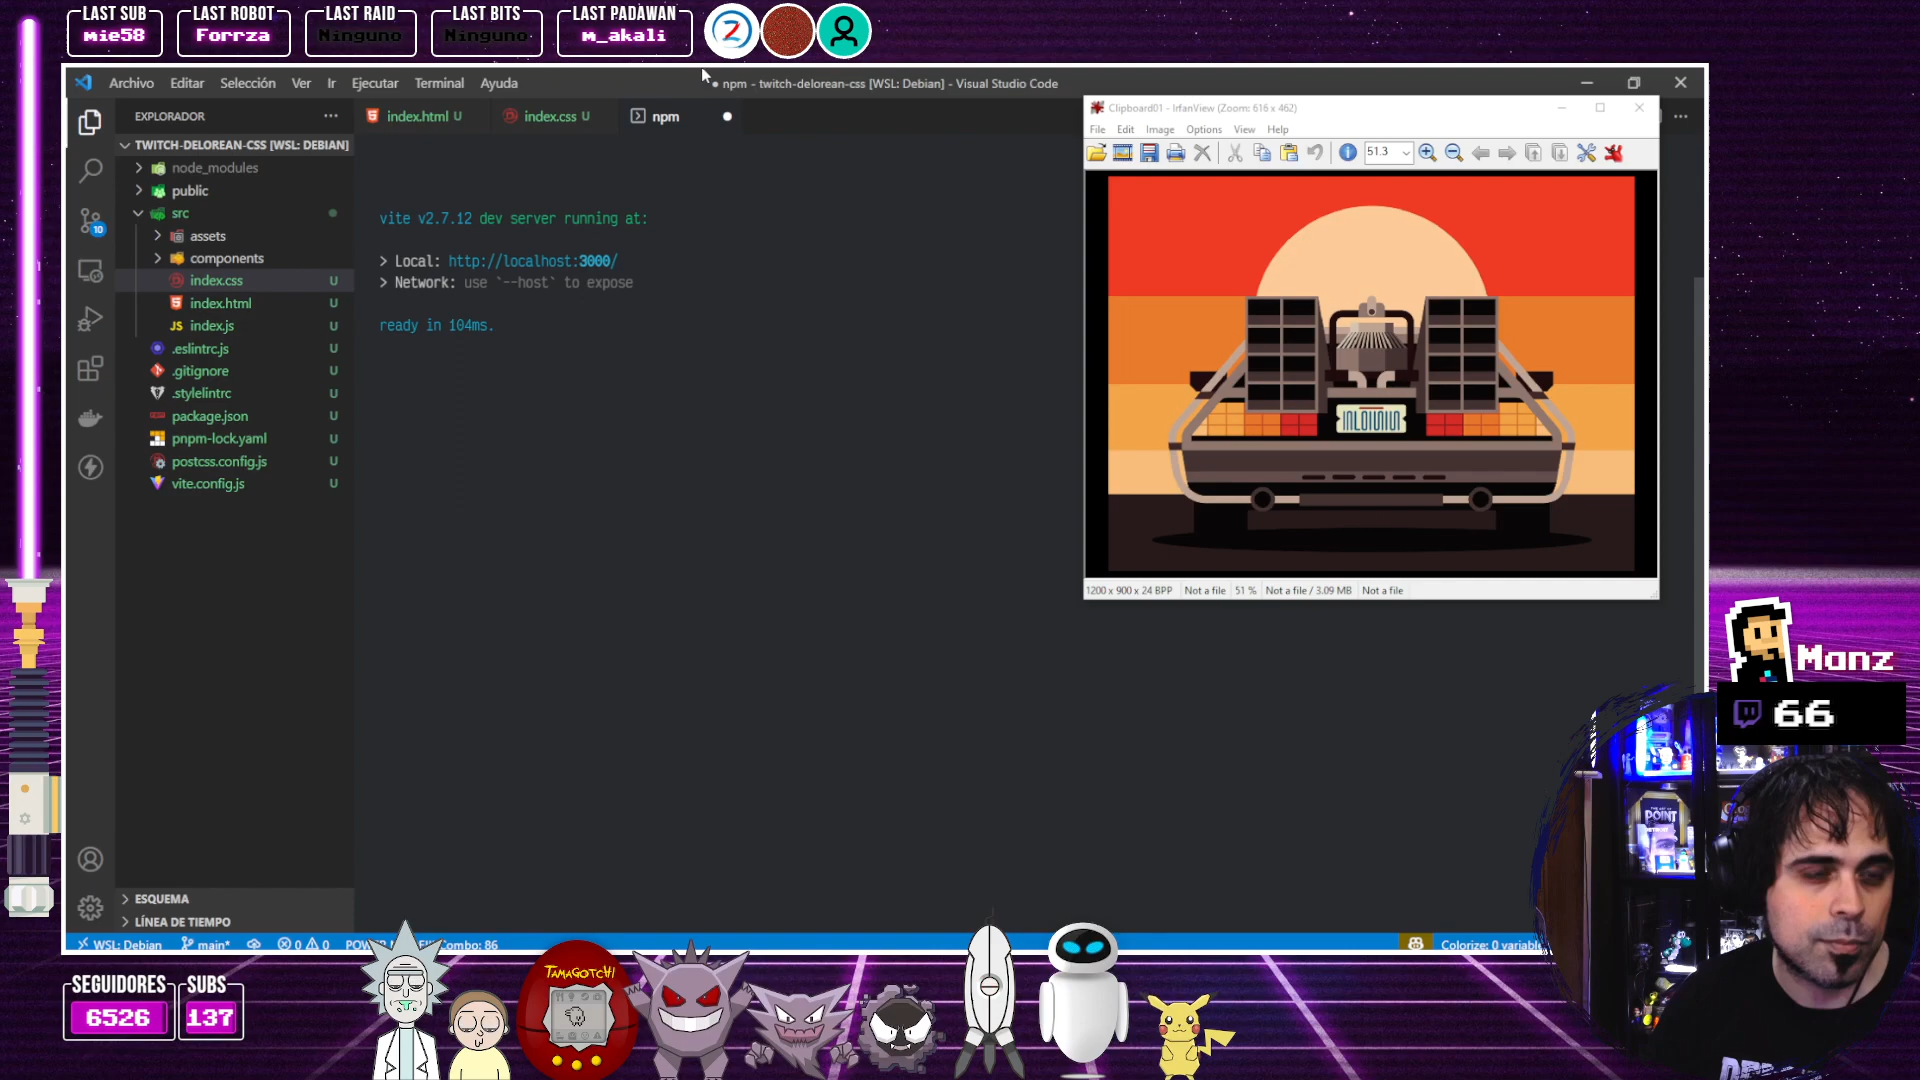 LAST SUB
mie58
LAST ROBOT
Forrza
LAST RAID
Ninguno
LAST BITS
Ninguno
LAST PADAWAN
m_akali
Archivo Editar Selección Ver Ir Ejecutar Terminal Ayuda
● npm - twitch-delorean-css [WSL: Debian] - Visual Studio Code
EXPLORADOR
index.html U
index.css U
npm
TWITCH-DELOREAN-CSS [WSL: DEBIAN]
node_modules
public
src
assets
components
index.css U
index.html U
JS index.js U
.eslintrc.js U
.gitignore U
.stylelintrc U
package.json U
pnpm-lock.yaml U
postcss.config.js U
vite.config.js U
10
vite v2.7.12 dev server running at:
> Local: http://localhost:3000/
> Network: use `--host` to expose
ready in 104ms.
Clipboard01 - IrfanView (Zoom: 616 x 462)
File Edit Image Options View Help
51.3
1200 x 900 x 24 BPP Not a file 51 % Not a file / 3.09 MB Not a file
ESQUEMA
LÍNEA DE TIEMPO
WSL: Debian main* 0 0
Combo: 86
Colorize: 0 variable
Manz
66
POINT
SEGUIDORES
6526
SUBS
137
TAMAGOTCHI